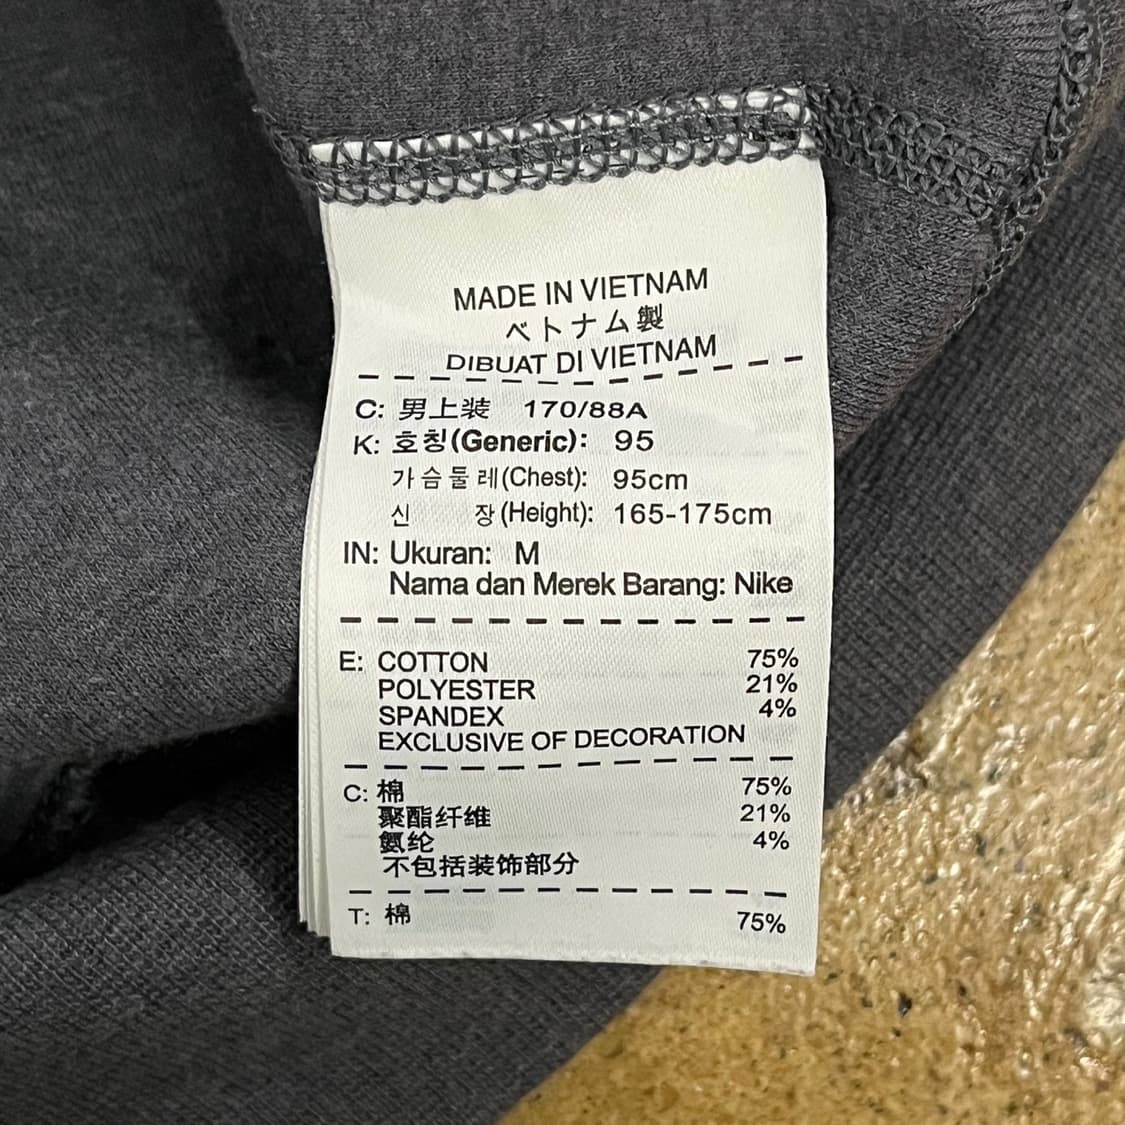 MADE IN VIETNAM
ベトナム製
DIBUAT DI VIETNAM
C: 男上装 170/88A
K: 호칭(Generic): 95
가슴둘레(Chest): 95cm
신 장(Height): 165-175cm
IN: Ukuran: M
Nama dan Merek Barang: Nike
E: COTTON 75%
POLYESTER 21%
SPANDEX 4%
EXCLUSIVE OF DECORATION
C: 棉 75%
聚酯纤维 21%
氨纶 4%
不包括装饰部分
T: 棉 75%